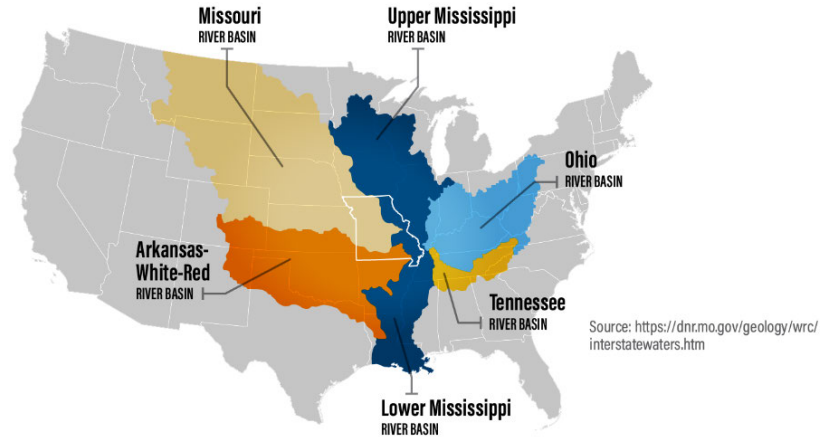 Missouri
RIVER BASIN
Upper Mississippi
RIVER BASIN
Ohio
RIVER BASIN
Arkansas-
White-Red
RIVER BASIN
Tennessee
RIVER BASIN
Source: https://dnr.mo.gov/geology/wrc/
interstatewaters.htm
Lower Mississippi
RIVER BASIN